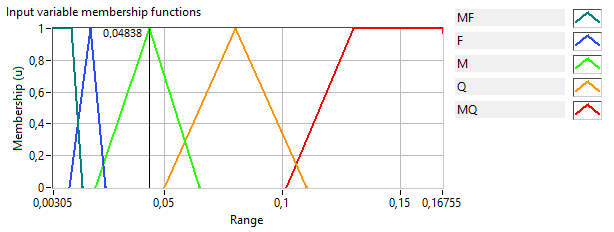 Input variable membership functions
0,04838
1
0,8
0,6
0,4
0,2
0
Membership (u)
0,00305 0,05 0,1 0,15 0,16755
Range
MF
F
M
Q
MQ